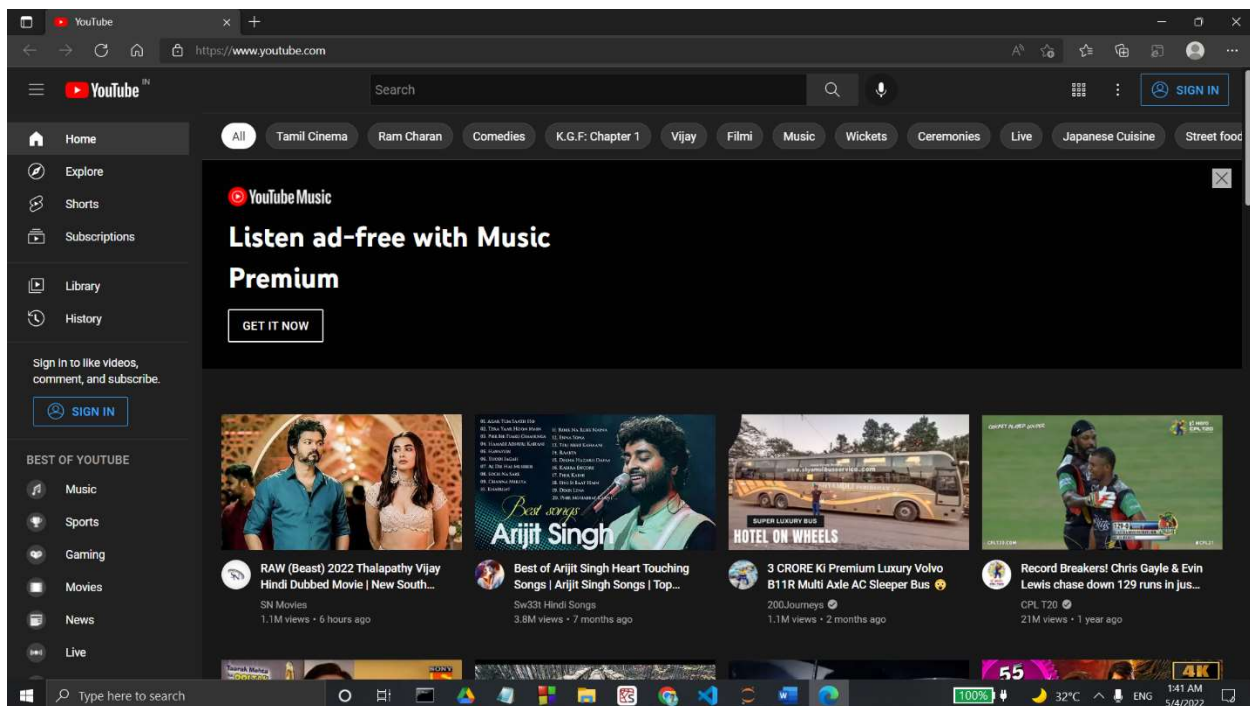 YouTube
https://www.youtube.com
YouTube IN
Search
SIGN IN
Home
Explore
Shorts
Subscriptions
Library
History
Sign in to like videos,
comment, and subscribe.
SIGN IN
BEST OF YOUTUBE
Music
Sports
Gaming
Movies
News
Live
All Tamil Cinema Ram Charan Comedies K.G.F: Chapter 1 Vijay Filmi Music Wickets Ceremonies Live Japanese Cuisine Street food
YouTube Music
Listen ad-free with Music
Premium
GET IT NOW
RAW (Beast) 2022 Thalapathy Vijay
Hindi Dubbed Movie | New South...
SN Movies
1.1M views • 6 hours ago
Best songs
Arijit Singh
Best of Arijit Singh Heart Touching
Songs | Arijit Singh Songs | Top...
Sw33t Hindi Songs
3.8M views • 7 months ago
SUPER LUXURY BUS
HOTEL ON WHEELS
3 CRORE Ki Premium Luxury Volvo
B11R Multi Axle AC Sleeper Bus 😮
200Journeys
1.1M views • 2 months ago
CPLT20.COM
#CPL21
Record Breakers! Chris Gayle & Evin
Lewis chase down 129 runs in jus...
CPL T20
21M views • 1 year ago
SONY
55
4K
Type here to search
100%
32°C
ENG
1:41 AM
5/4/2022